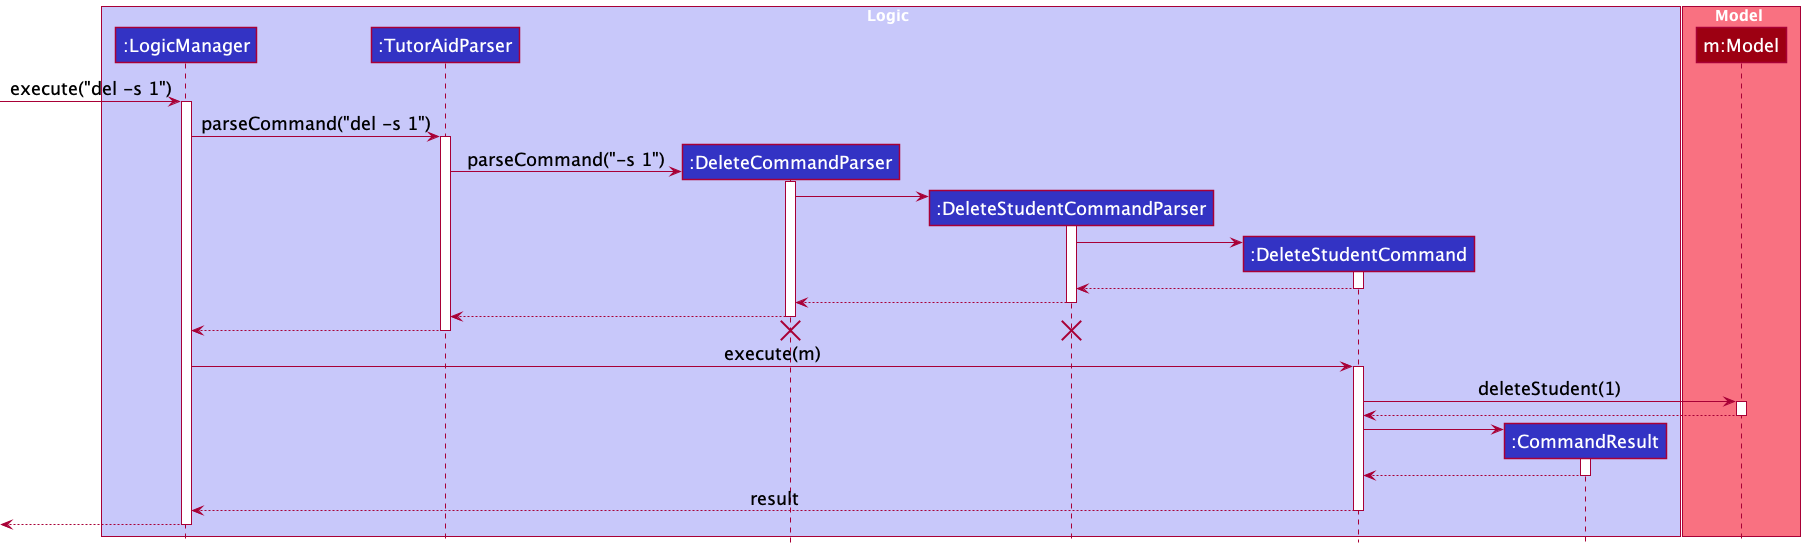 Logic
Model
:LogicManager
:TutorAidParser
m:Model
execute("del -s 1")
parseCommand("del -s 1")
parseCommand("-s 1")
:DeleteCommandParser
:DeleteStudentCommandParser
:DeleteStudentCommand
execute(m)
deleteStudent(1)
:CommandResult
result